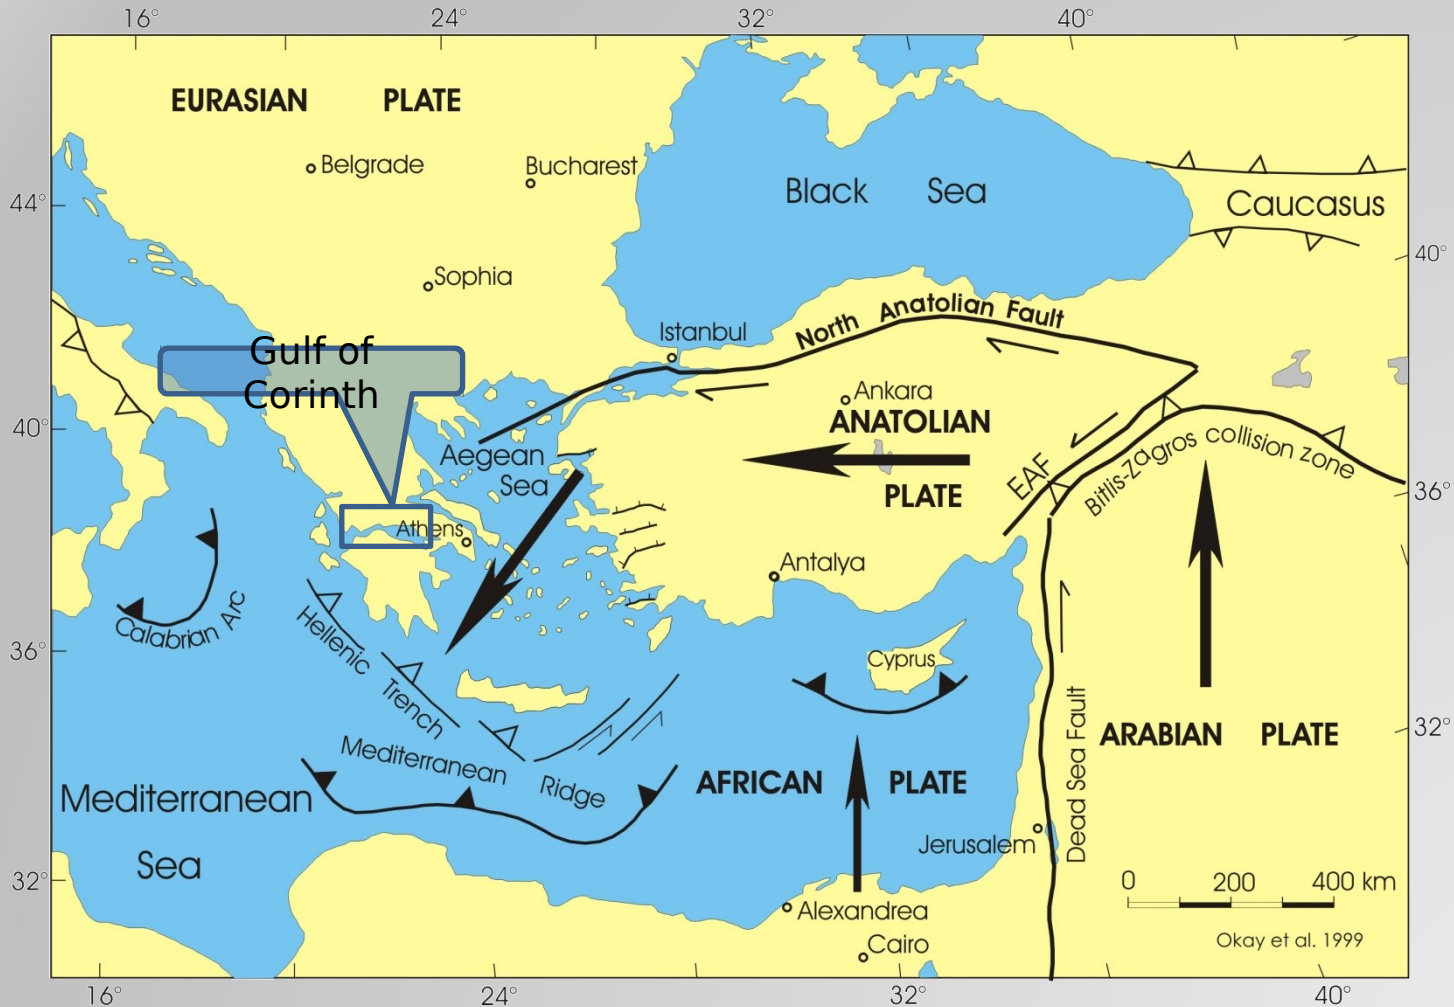 16° 24° 32° 40°
EURASIAN PLATE
Belgrade
Bucharest
Black Sea
Caucasus
44°
40°
Sophia
North Anatolian Fault
Istanbul
Gulf of
Corinth
Ankara
ANATOLIAN
PLATE
40°
Aegean
Sea
EAF
Bitlis-Zagros collision zone
36°
Athens
Antalya
Calabrian Arc
Hellenic
Trench
36°
Cyprus
Mediterranean Ridge
Dead Sea Fault
ARABIAN PLATE
32°
AFRICAN PLATE
Mediterranean
Sea
Jerusalem
32°
0 200 400 km
Alexandrea
Okay et al. 1999
Cairo
16° 24° 32° 40°